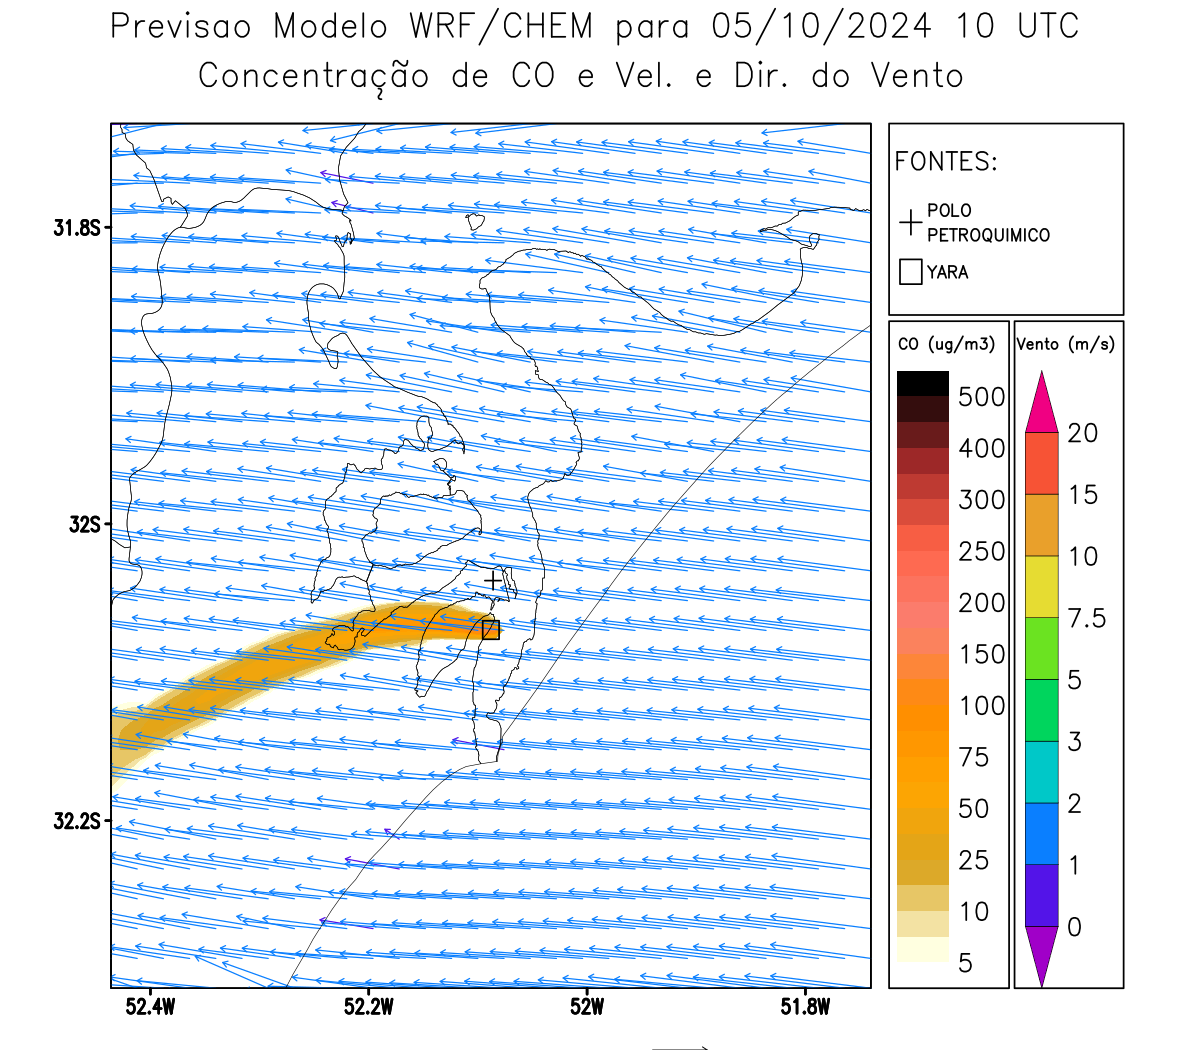 Previsao Modelo WRF/CHEM para 05/10/2024 10 UTC
Concentração de CO e Vel. e Dir. do Vento
FONTES:
POLO
PETROQUIMICO
YARA
31.8S
32S
32.2S
52.4W
52.2W
52W
51.8W
CO (ug/m3)
500
400
300
250
200
150
100
75
50
25
10
5
Vento (m/s)
20
15
10
7.5
5
3
2
1
0